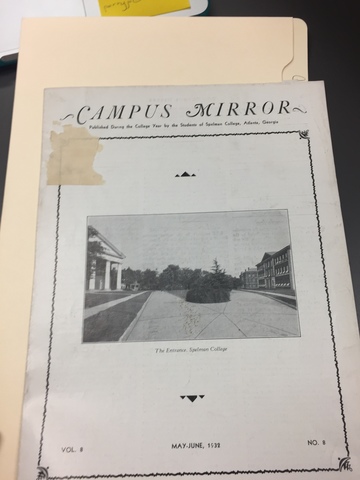 CAMPUS MIRROR
Published During the College Year by the Students of Spelman College, Atlanta, Georgia
The Entrance, Spelman College
VOL. 8 MAY-JUNE, 1932 NO. 8